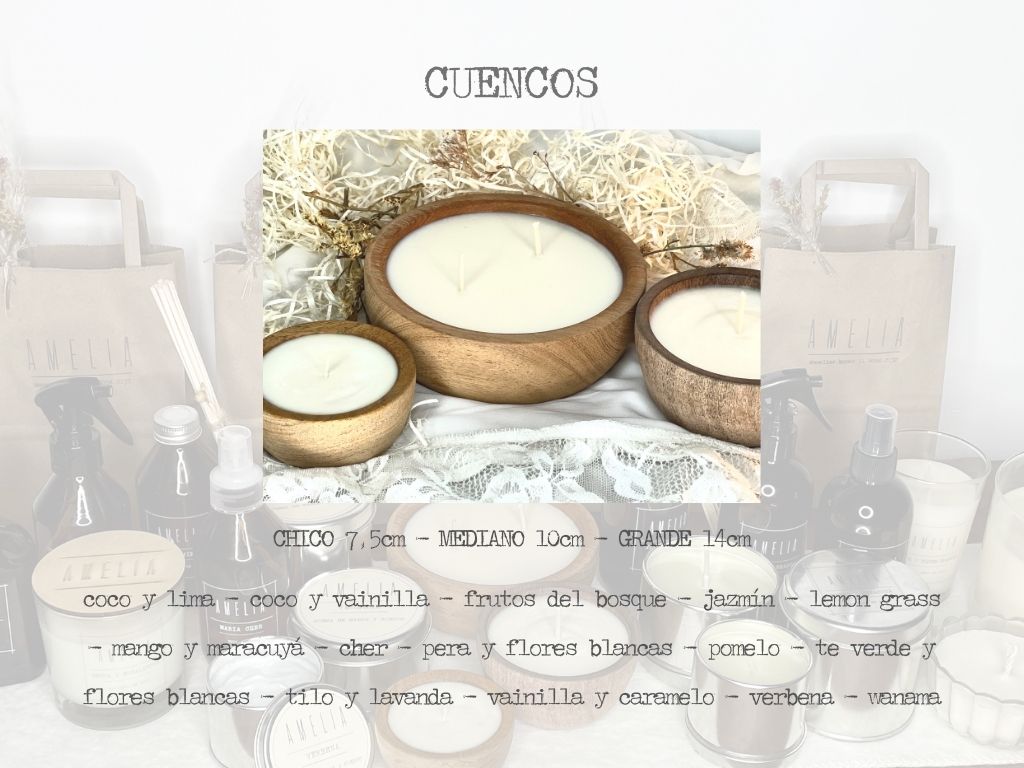 CUENCOS
AMELIA
AMELIA
CHICO 7,5cm - MEDIANO 10cm - GRANDE 14cm
AMELIA
AMELIA
AMELIA
coco y lima - coco y vainilla - frutos del bosque - jazmín - lemon grass
MARIA CHER
- mango y maracuyá - cher - pera y flores blancas - pomelo - te verde y
flores blancas - tilo y lavanda - vainilla y caramelo - verbena - wanama
AMELIA
VERBENA